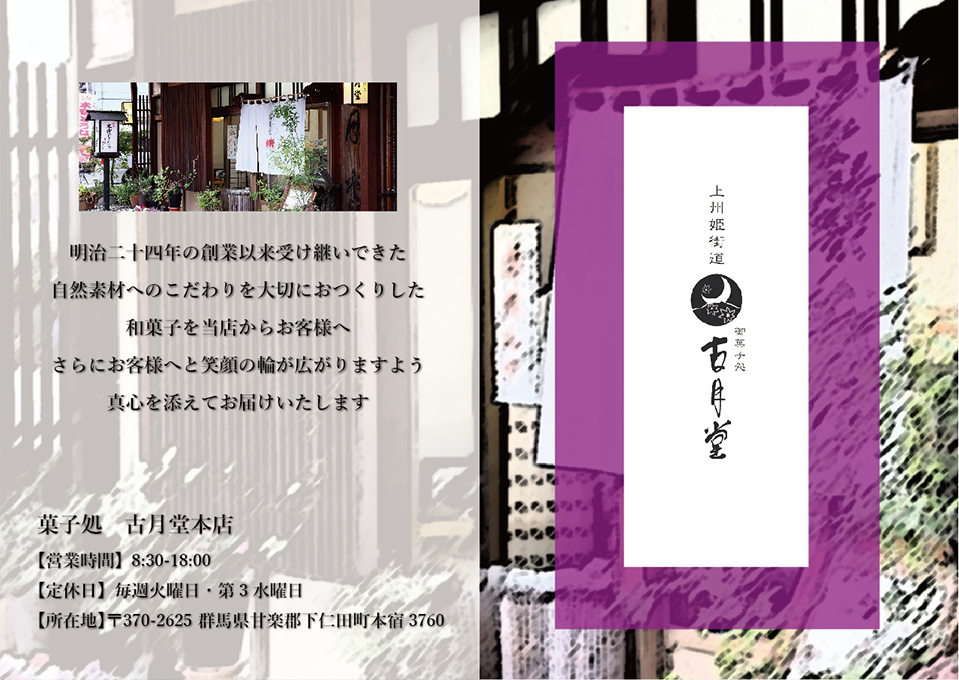 明治二十四年の創業以来受け継いできた
自然素材へのこだわりを大切におつくりした
和菓子を当店からお客様へ
さらにお客様へと笑顔の輪が広がりますよう
真心を添えてお届けいたします
菓子処　古月堂本店
【営業時間】8:30-18:00
【定休日】毎週火曜日・第3水曜日
【所在地】〒370-2625 群馬県甘楽郡下仁田町本宿3760
上州姫街道
御菓子処
古月堂